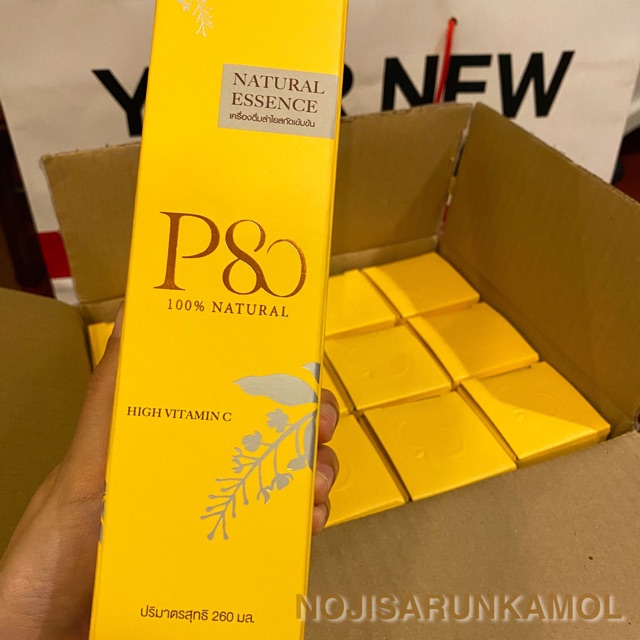 NEW
NATURAL
ESSENCE
เครื่องดื่มลำไยสกัดเข้มข้น
P80
100% NATURAL
HIGH VITAMIN C
ปริมาตรสุทธิ 260 มล.
NOJISARUNKAMOL